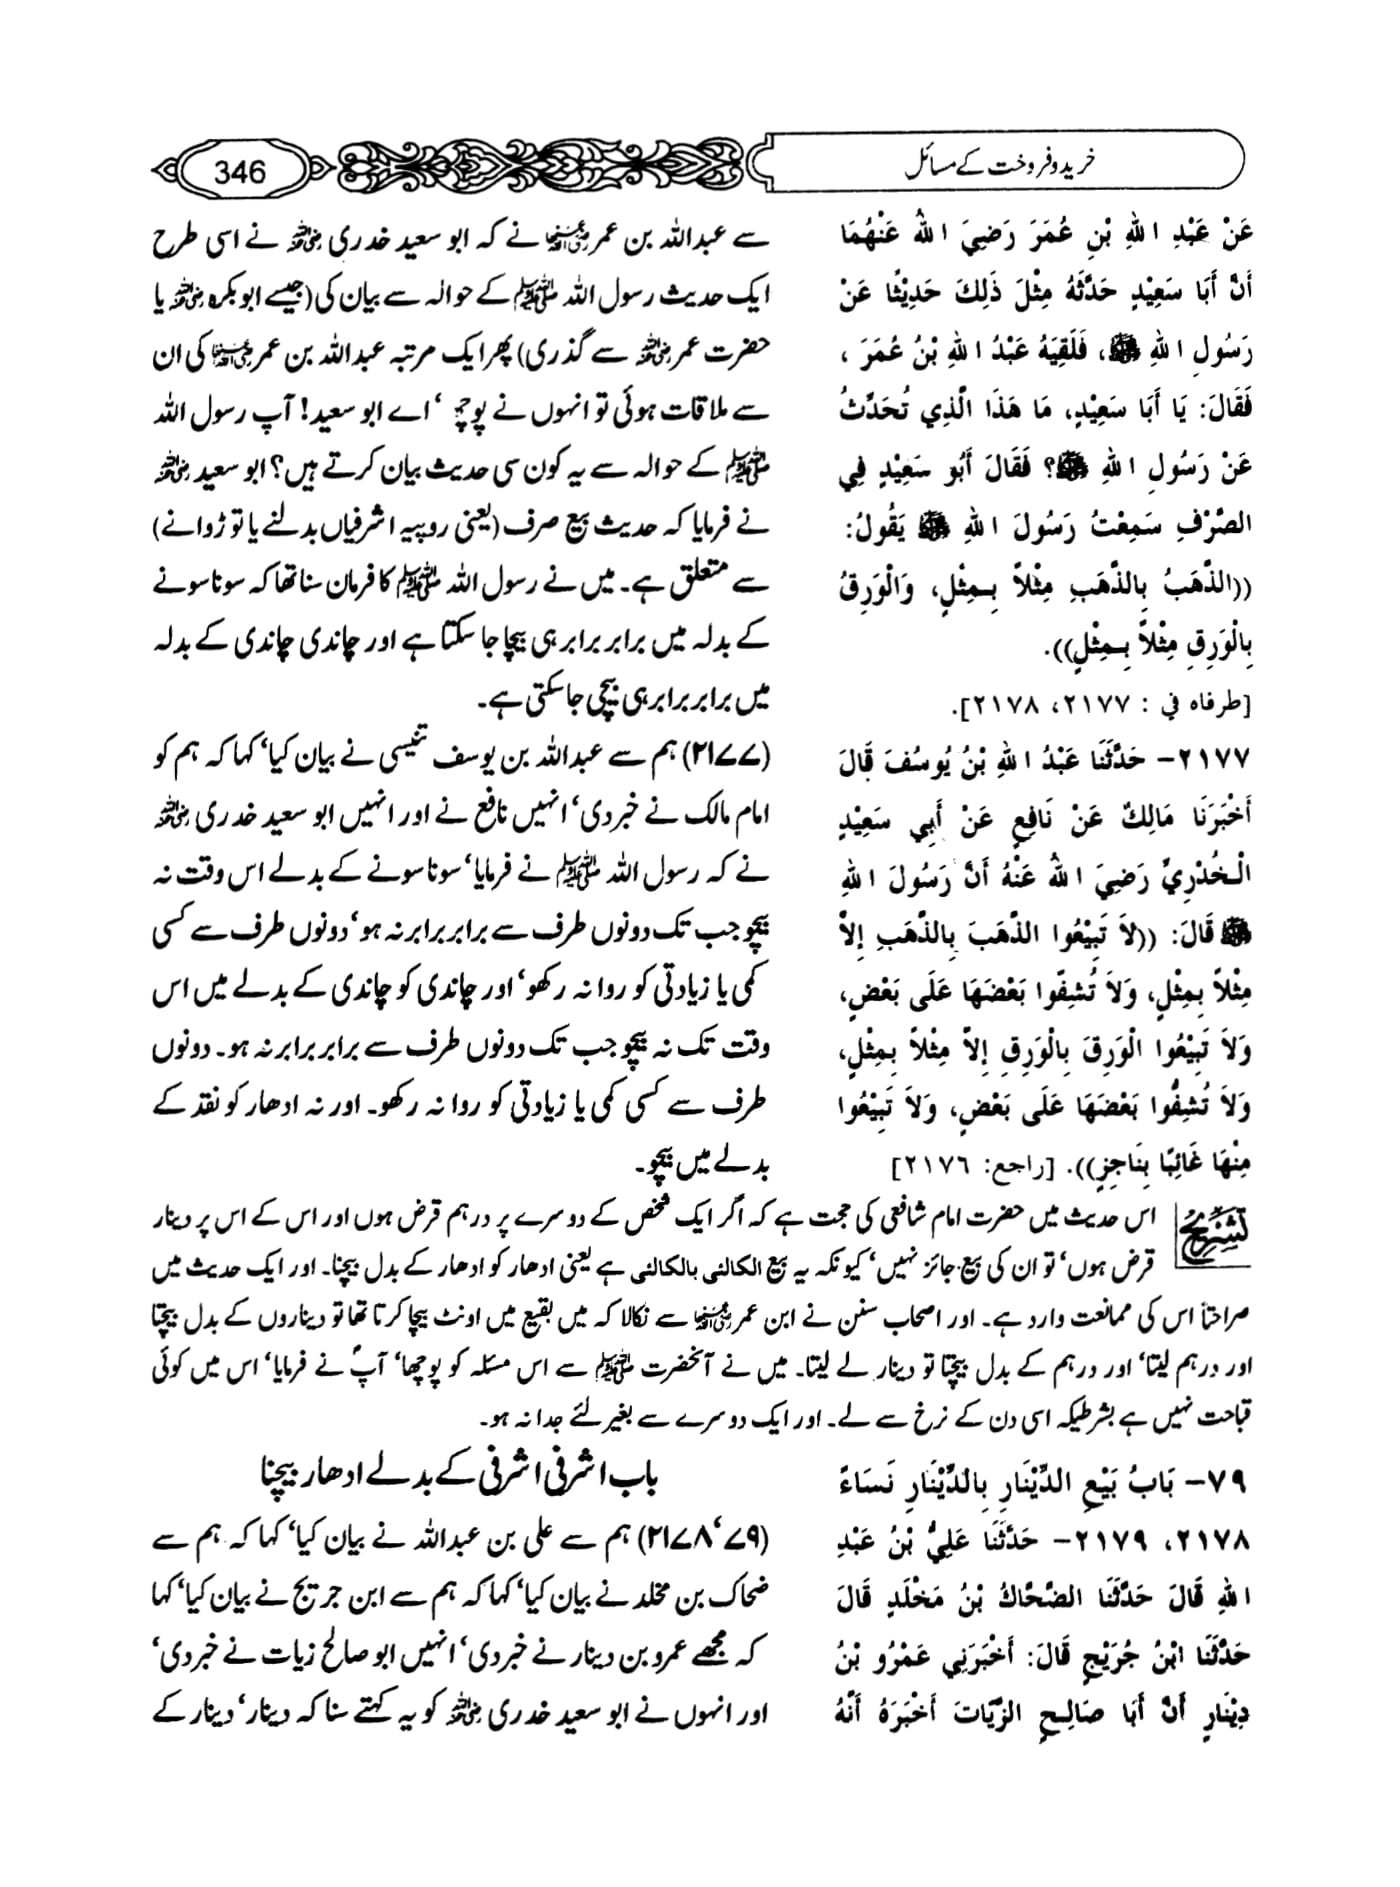 خرید و فروخت کے مسائل
346
عَنْ عَبْدِ اللهِ بْنِ عُمَرَ رَضِيَ اللهُ عَنْهُمَا
أَنَّ أَبَا سَعِيْدٍ حَدَّثَهُ مِثْلَ ذَلِكَ حَدِيْثًا عَنْ
رَسُولِ اللهِ ﷺ، فَلَقِيَهُ عَبْدُ اللهِ بْنُ عُمَرَ ،
فَقَالَ: يَا أَبَا سَعِيْدٍ، مَا هَذَا الَّذِي تُحَدِّثُ
عَنْ رَسُولِ اللهِ ﷺ؟ فَقَالَ أَبُو سَعِيْدٍ فِي
الصَّرْفِ سَمِعْتُ رَسُولَ اللهِ ﷺ يَقُولُ:
((الذَّهَبُ بِالذَّهَبِ مِثْلاً بِمِثْلٍ، وَالْوَرِقُ
بِالْوَرِقِ مِثْلاً بِمِثْلٍ)).
[طرفاه في : ٢١٧٧، ٢١٧٨].
٢١٧٧- حَدَّثَنَا عَبْدُ اللهِ بْنُ يُوسُفَ قَالَ
أَخْبَرَنَا مَالِكٌ عَنْ نَافِعٍ عَنْ أَبِي سَعِيْدٍ
الْخُدْرِيِّ رَضِيَ اللهُ عَنْهُ أَنَّ رَسُولَ اللهِ
ﷺ قَالَ: ((لاَ تَبِيْعُوا الذَّهَبَ بِالذَّهَبِ إِلاَّ
مِثْلاً بِمِثْلٍ، وَلاَ تُشِفُّوا بَعْضَهَا عَلَى بَعْضٍ،
وَلاَ تَبِيْعُوا الْوَرِقَ بِالْوَرِقِ إِلاَّ مِثْلاً بِمِثْلٍ،
وَلاَ تُشِفُّوا بَعْضَهَا عَلَى بَعْضٍ، وَلاَ تَبِيْعُوا
مِنْهَا غَائِبًا بِنَاجِزٍ)). [راجع: ٢١٧٦]
سے عبداللہ بن عمر رضی اللہ عنہما نے کہ ابو سعید خدری رضی اللہ عنہ نے اسی طرح
ایک حدیث رسول اللہ ﷺ کے حوالہ سے بیان کی (جیسے ابوبکرہ رضی اللہ عنہ یا
حضرت عمر رضی اللہ عنہ سے گذری) پھر ایک مرتبہ عبداللہ بن عمر رضی اللہ عنہما کی ان
سے ملاقات ہوئی تو انہوں نے پوچھا‘ اے ابو سعید! آپ رسول اللہ
ﷺ کے حوالہ سے یہ کون سی حدیث بیان کرتے ہیں؟ ابو سعید رضی اللہ عنہ
نے فرمایا کہ حدیث بیع صرف (یعنی روپیہ اشرفیاں بدلنے یا توڑوانے)
سے متعلق ہے۔ میں نے رسول اللہ ﷺ کا فرمان سنا تھا کہ سونا سونے
کے بدلہ میں برابر برابر ہی بیچا جا سکتا ہے اور چاندی چاندی کے بدلہ
میں برابر برابر ہی بیچی جا سکتی ہے۔
(۲۱۷۷) ہم سے عبداللہ بن یوسف تنیسی نے بیان کیا‘ کہا کہ ہم کو
امام مالک نے خبر دی‘ انہیں نافع نے اور انہیں ابو سعید خدری رضی اللہ عنہ
نے کہ رسول اللہ ﷺ نے فرمایا‘ سونا سونے کے بدلے اس وقت نہ
بیچو جب تک دونوں طرف سے برابر برابر نہ ہو‘ دونوں طرف سے کسی
کمی یا زیادتی کو روا نہ رکھو‘ اور چاندی کو چاندی کے بدلے میں اس
وقت تک نہ بیچو جب تک دونوں طرف سے برابر برابر نہ ہو۔ دونوں
طرف سے کسی کمی یا زیادتی کو روا نہ رکھو۔ اور نہ ادھار کو نقد کے
بدلے میں بیچو۔
تشریح اس حدیث میں حضرت امام شافعی کی حجت ہے کہ اگر ایک شخص کے دوسرے پر درہم قرض ہوں اور اس کے اس پر دینار
قرض ہوں‘ تو ان کی بیع جائز نہیں‘ کیونکہ یہ بیع الکالئی بالکالئی ہے یعنی ادھار کو ادھار کے بدل بیچنا۔ اور ایک حدیث میں
صراحتاً اس کی ممانعت وارد ہے۔ اور اصحاب سنن نے ابن عمر رضی اللہ عنہما سے نکالا کہ میں بقیع میں اونٹ بیچا کرتا تھا تو دیناروں کے بدل بیچتا
اور درہم لیتا‘ اور درہم کے بدل بیچتا تو دینار لے لیتا۔ میں نے آنحضرت ﷺ سے اس مسئلہ کو پوچھا‘ آپؐ نے فرمایا‘ اس میں کوئی
قباحت نہیں ہے بشرطیکہ اسی دن کے نرخ سے لے۔ اور ایک دوسرے سے بغیر لئے جدا نہ ہو۔
٧٩- بَابُ بَيْعِ الدِّيْنَارِ بِالدِّيْنَارِ نَسَاءً
٢١٧٨، ٢١٧٩- حَدَّثَنَا عَلِيُّ بْنُ عَبْدِ
اللهِ قَالَ حَدَّثَنَا الضَّحَّاكُ بْنُ مَخْلَدٍ قَالَ
حَدَّثَنَا ابْنُ جُرَيْجٍ قَالَ: أَخْبَرَنِي عَمْرُو بْنُ
دِيْنَارٍ أَنَّ أَبَا صَالِحٍ الزَّيَّاتَ أَخْبَرَهُ أَنَّهُ
باب اشرفی اشرفی کے بدلے ادھار بیچنا
(۲۱۷۸‘۷۹) ہم سے علی بن عبداللہ نے بیان کیا‘ کہا کہ ہم سے
ضحاک بن مخلد نے بیان کیا‘ کہا کہ ہم سے ابن جریج نے بیان کیا‘ کہا
کہ مجھے عمرو بن دینار نے خبر دی‘ انہیں ابو صالح زیات نے خبر دی‘
اور انہوں نے ابو سعید خدری رضی اللہ عنہ کو یہ کہتے سنا کہ دینار‘ دینار کے